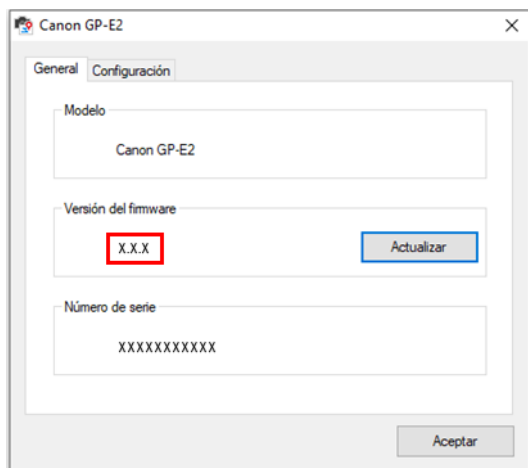 Canon GP-E2
General Configuración
Modelo
Canon GP-E2
Versión del firmware
X.X.X Actualizar
Número de serie
XXXXXXXXXXX
Aceptar